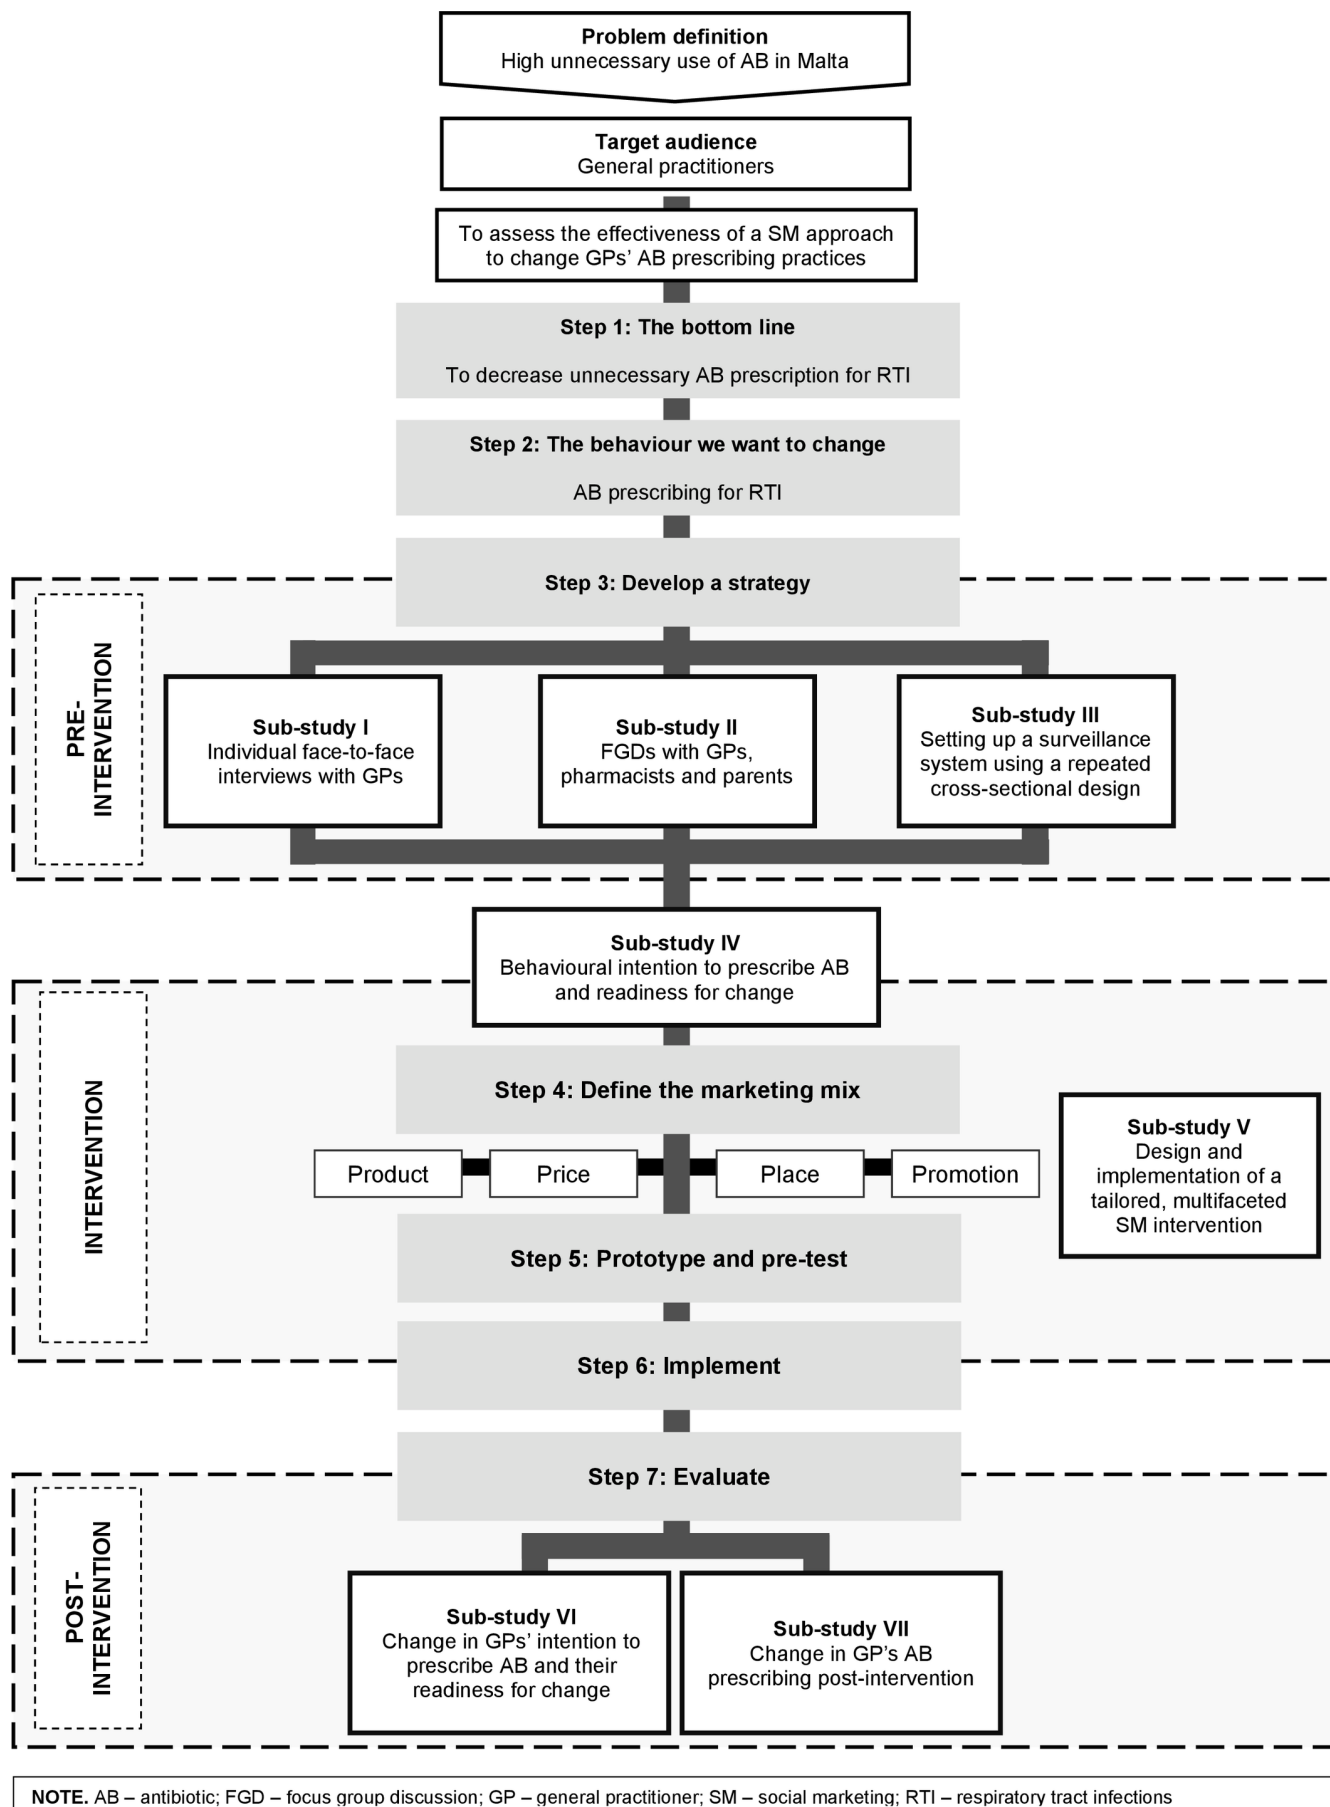 Problem definition
High unnecessary use of AB in Malta
Target audience
General practitioners
To assess the effectiveness of a SM approach
to change GPs' AB prescribing practices
Step 1: The bottom line
To decrease unnecessary AB prescription for RTI
Step 2: The behaviour we want to change
AB prescribing for RTI
Step 3: Develop a strategy
PRE-
INTERVENTION
Sub-study I
Individual face-to-face
interviews with GPs
Sub-study II
FGDs with GPs,
pharmacists and parents
Sub-study III
Setting up a surveillance
system using a repeated
cross-sectional design
Sub-study IV
Behavioural intention to prescribe AB
and readiness for change
INTERVENTION
Step 4: Define the marketing mix
Product
Price
Place
Promotion
Sub-study V
Design and
implementation of a
tailored, multifaceted
SM intervention
Step 5: Prototype and pre-test
Step 6: Implement
Step 7: Evaluate
POST-
INTERVENTION
Sub-study VI
Change in GPs' intention to
prescribe AB and their
readiness for change
Sub-study VII
Change in GP's AB
prescribing post-intervention
NOTE. AB – antibiotic; FGD – focus group discussion; GP – general practitioner; SM – social marketing; RTI – respiratory tract infections